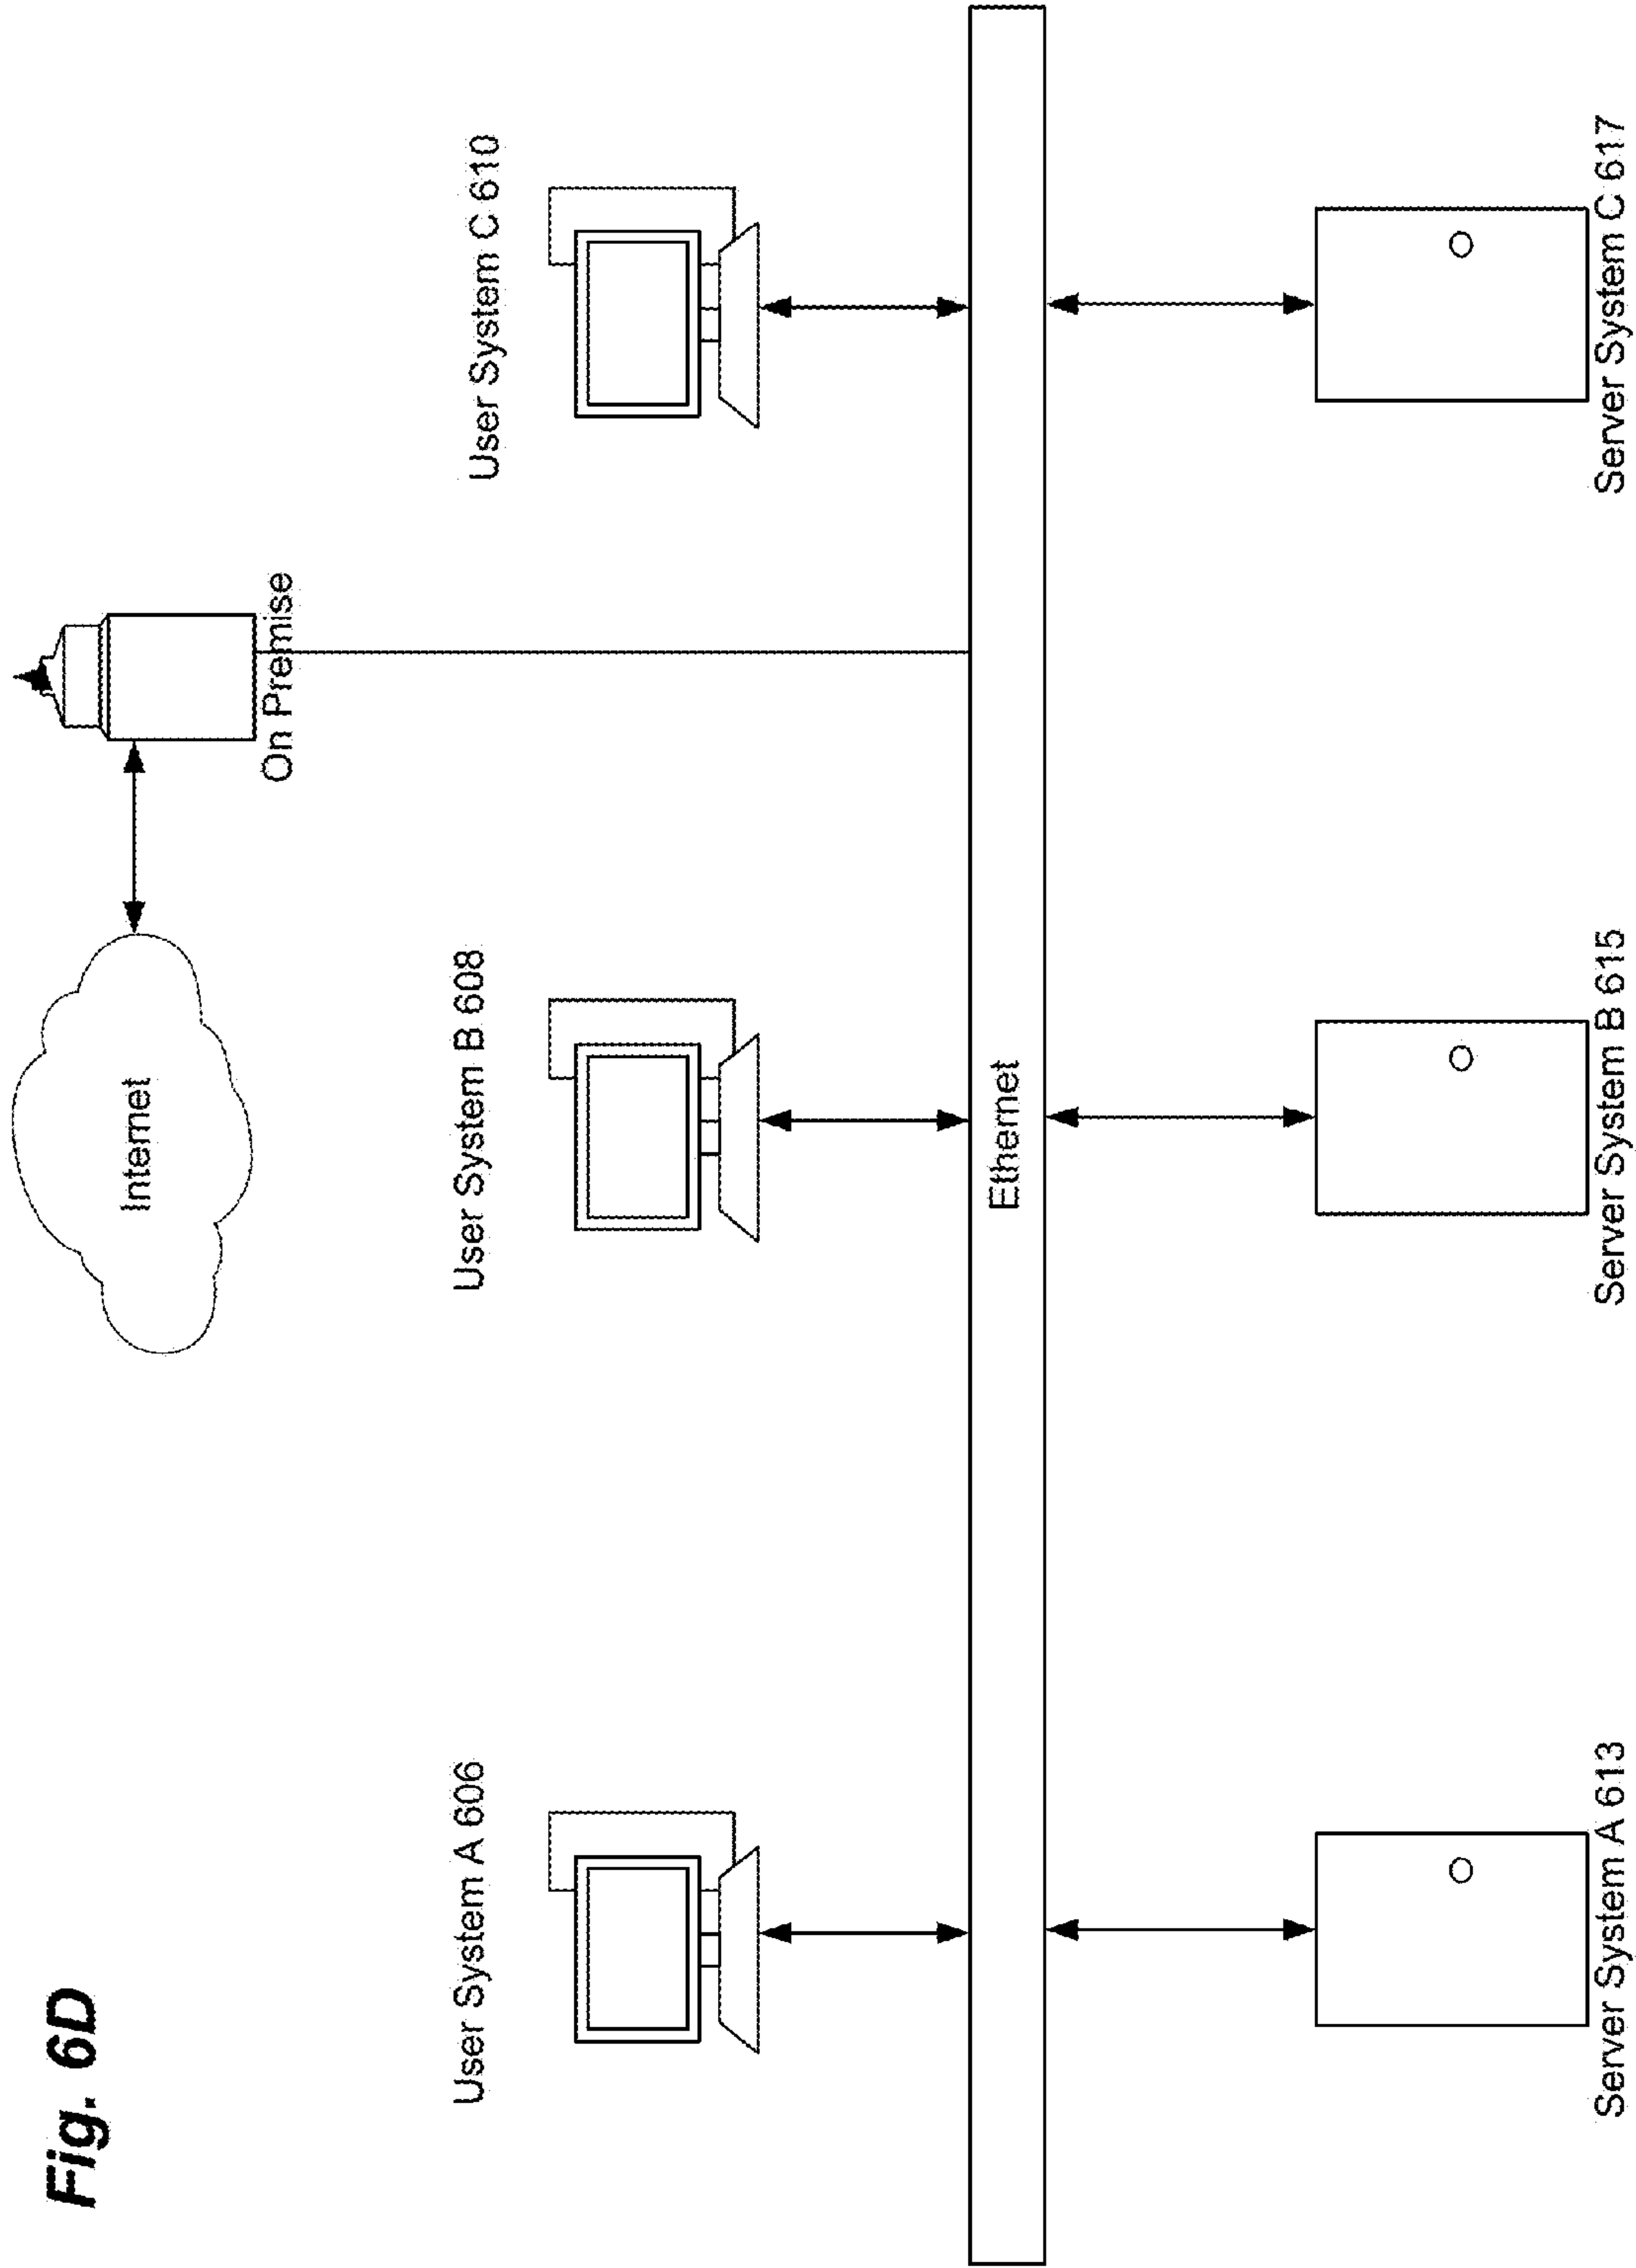 Fig. 6D
Internet
On Premise
User System A 606
User System B 608
User System C 610
Ethernet
Server System A 613
Server System B 615
Server System C 617